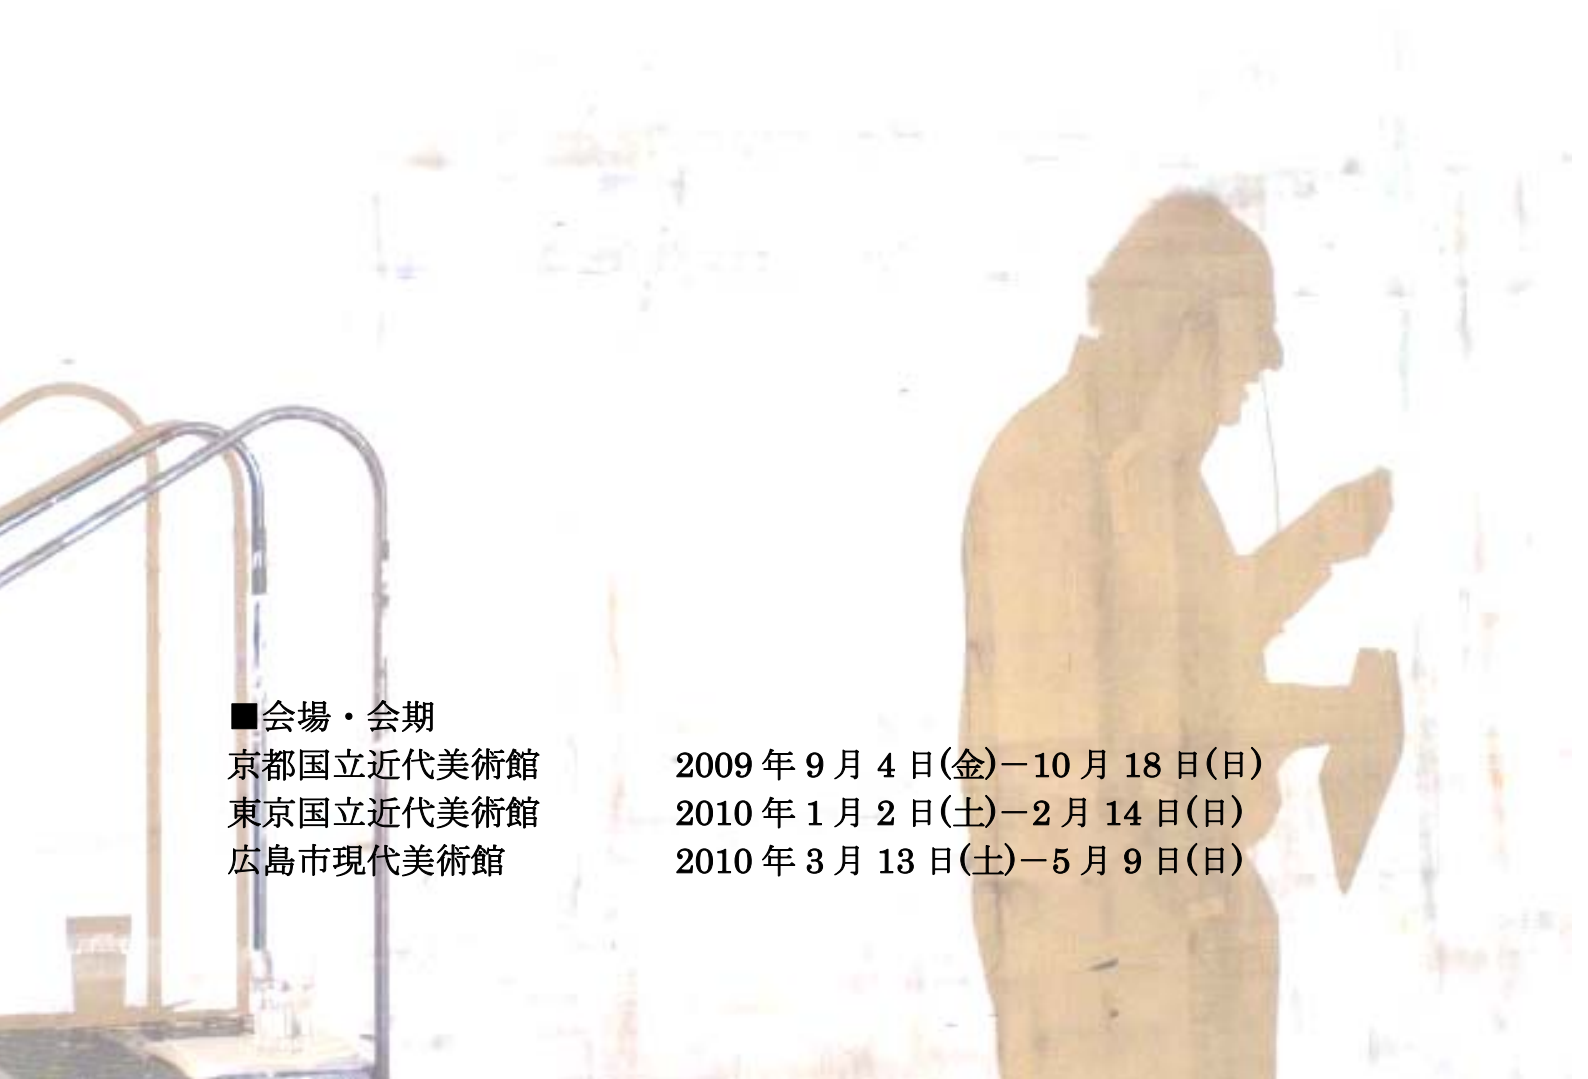 ■会場・会期
京都国立近代美術館 2009 年 9 月 4 日(金)－10 月 18 日(日)
東京国立近代美術館 2010 年 1 月 2 日(土)－2 月 14 日(日)
広島市現代美術館 2010 年 3 月 13 日(土)－5 月 9 日(日)